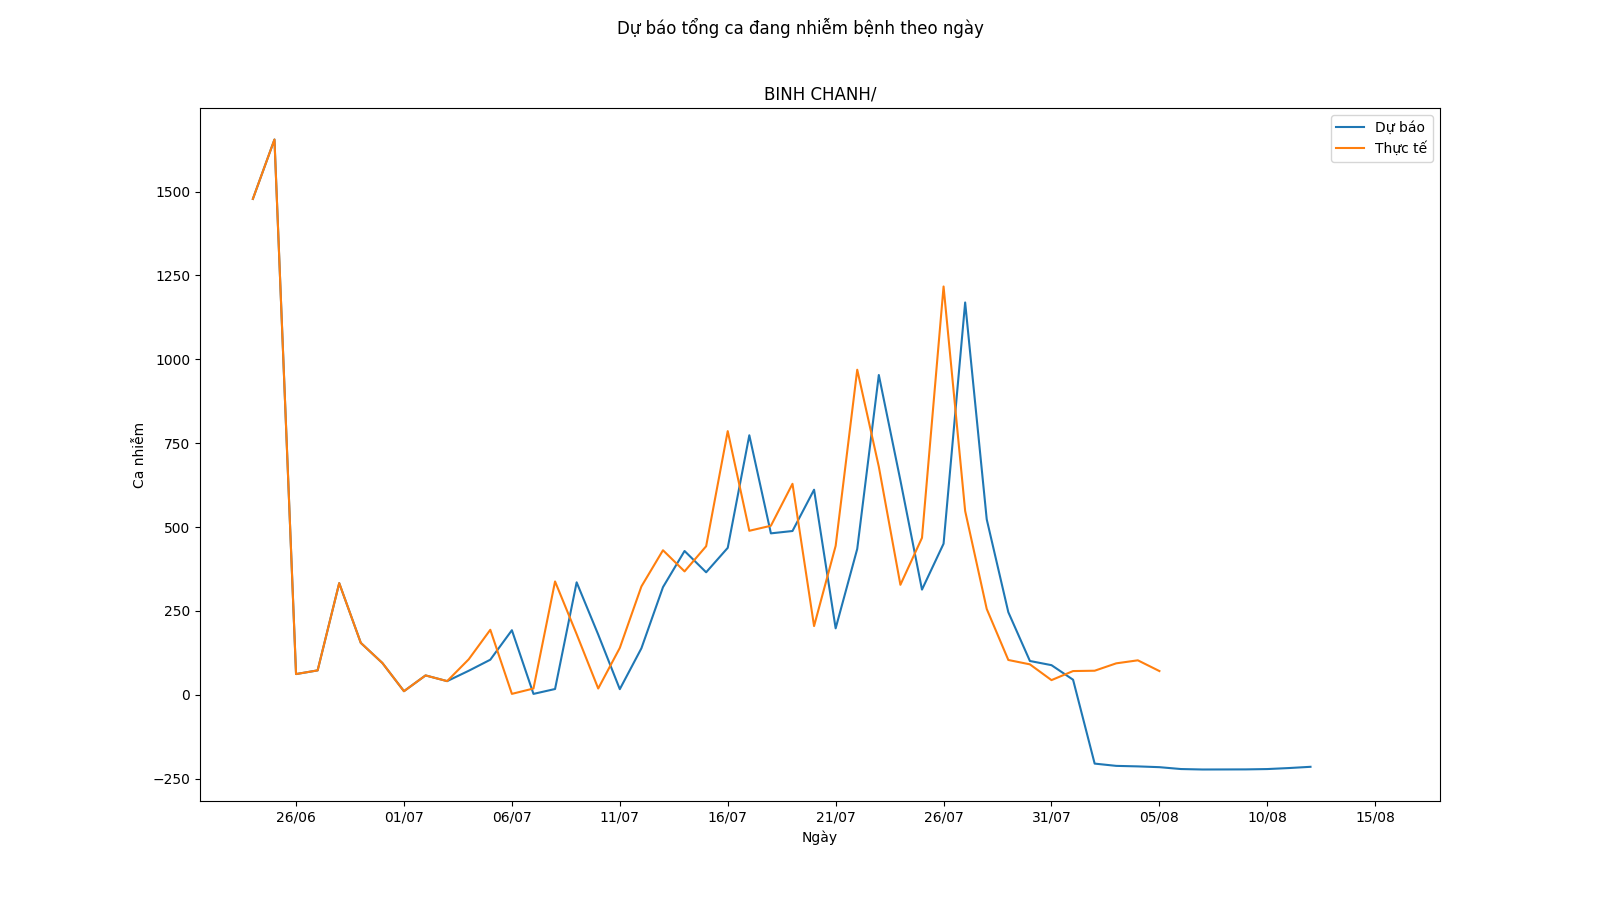 Dự báo tổng ca đang nhiễm bệnh theo ngày
BINH CHANH/
Dự báo
Thực tế
1500
1250
1000
750
500
250
0
−250
Ca nhiễm
26/06 01/07 06/07 11/07 16/07 21/07 26/07 31/07 05/08 10/08 15/08
Ngày